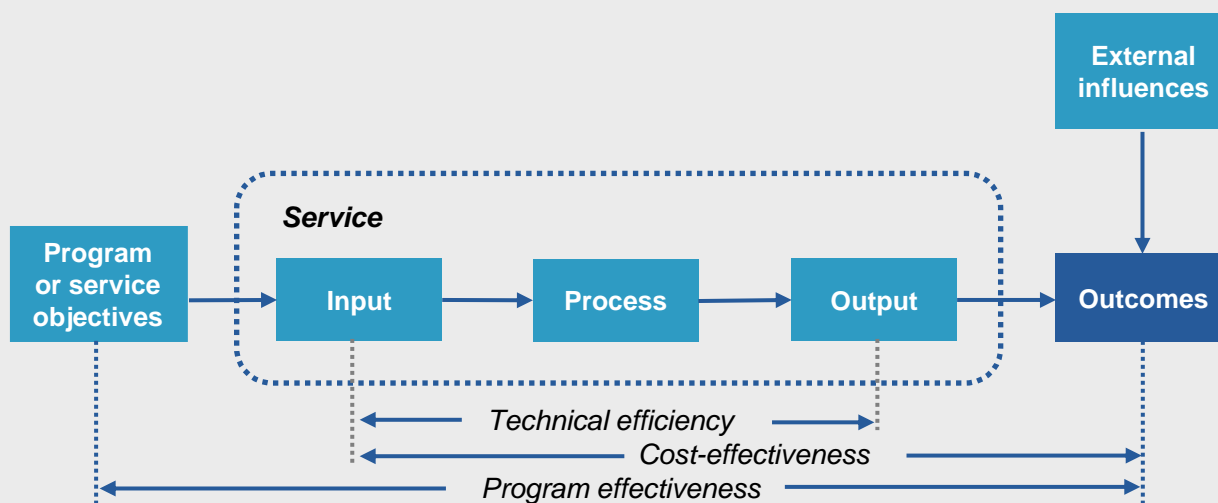 External
influences
Service
Program
or service
objectives
Input
Process
Output
Outcomes
Technical efficiency
Cost-effectiveness
Program effectiveness